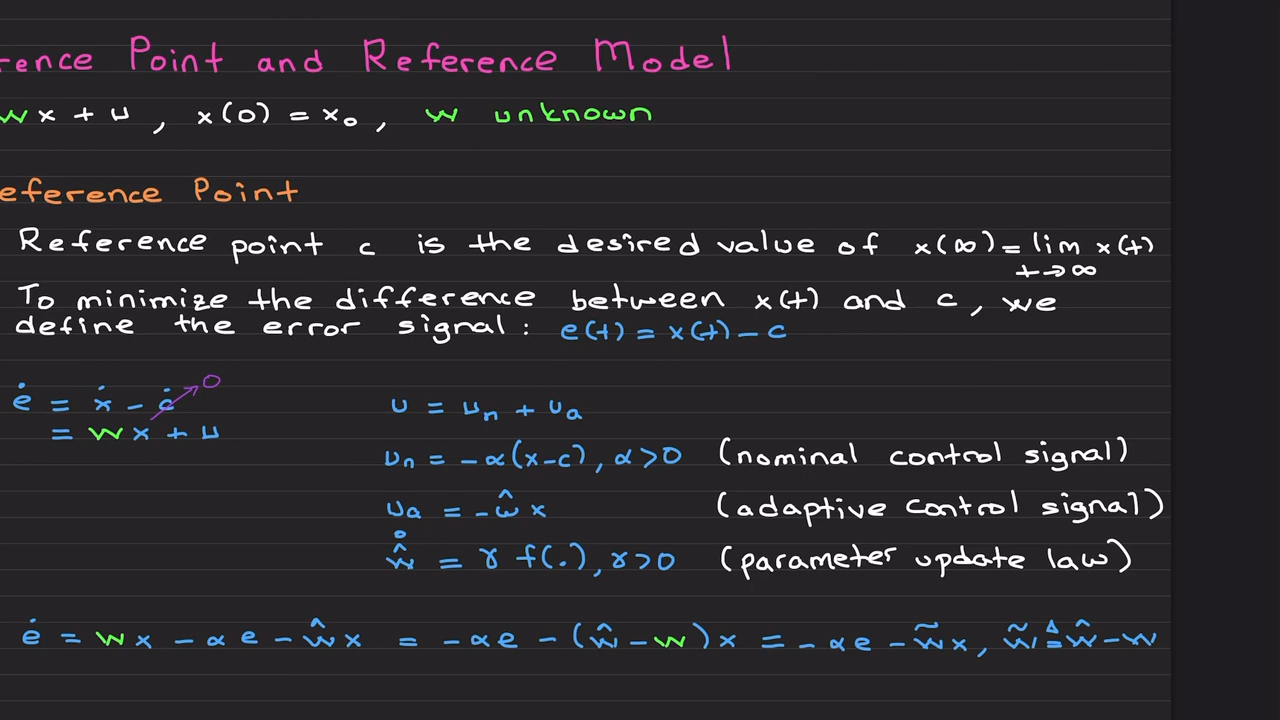 rence Point and Reference Model
wx + u , x(0) = x₀ , w unknown
eference Point
Reference point c is the desired value of x(∞) = lim x(t)
t→∞
To minimize the difference between x(t) and c, we
define the error signal: e(t) = x(t) − c
ė = ẋ − ċ → 0
= wx + u
u = uₙ + uₐ
uₙ = −α(x−c), α>0 (nominal control signal)
uₐ = −ŵx (adaptive control signal)
ŵ̇ = γ f(.), γ>0 (parameter update law)
ė = wx − αe − ŵx = −αe − (ŵ−w)x = −αe − w̃x, w̃ ≜ ŵ−w